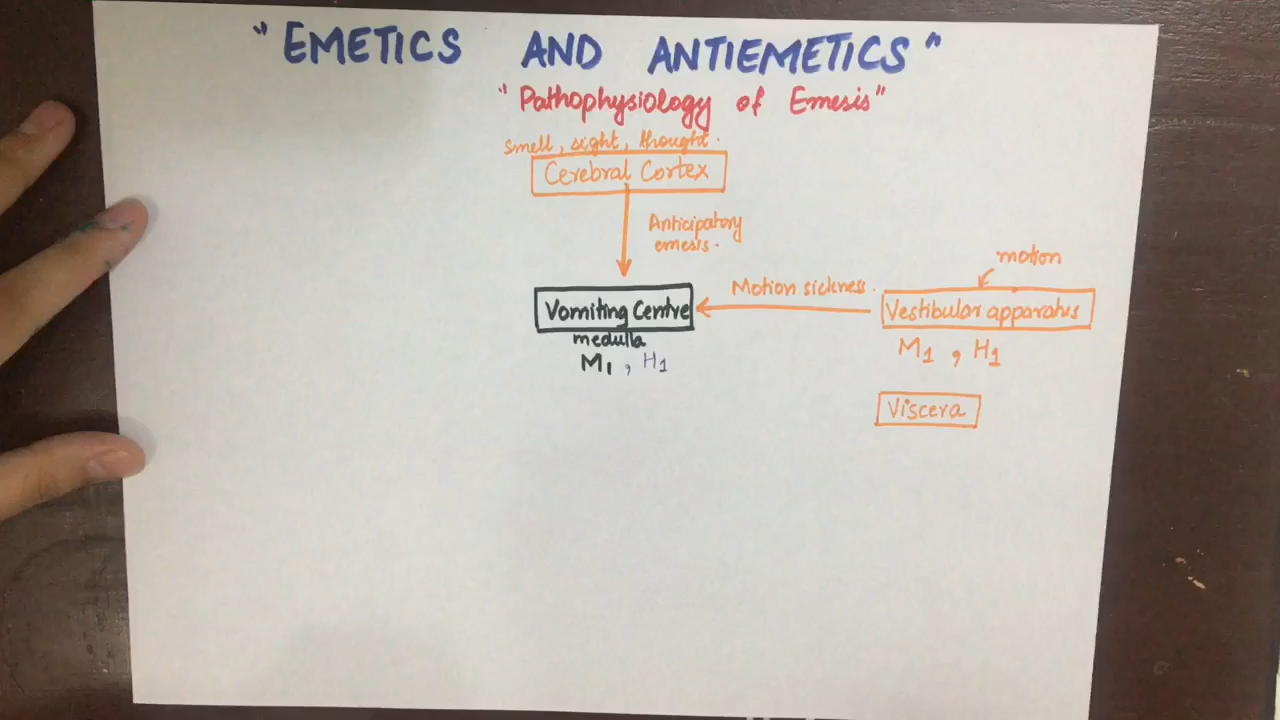 "EMETICS AND ANTIEMETICS"
"Pathophysiology of Emesis"
smell, sight, thought.
Cerebral Cortex
Anticipatory
emesis.
motion
Motion sickness.
Vomiting Centre
Vestibular apparatus
medulla
M1, H1
M1, H1
Viscera